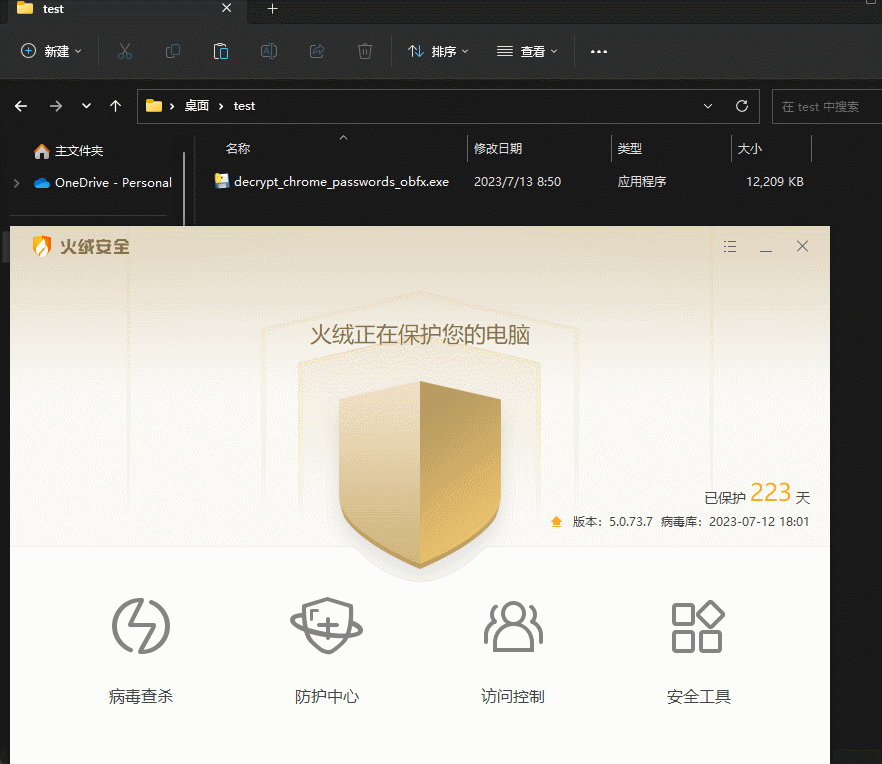 test
新建
排序
查看
桌面 test
在 test 中搜索
主文件夹
OneDrive - Personal
名称 修改日期 类型 大小
decrypt_chrome_passwords_obfx.exe 2023/7/13 8:50 应用程序 12,209 KB
火绒安全
火绒正在保护您的电脑
已保护 223 天
版本：5.0.73.7 病毒库：2023-07-12 18:01
病毒查杀
防护中心
访问控制
安全工具